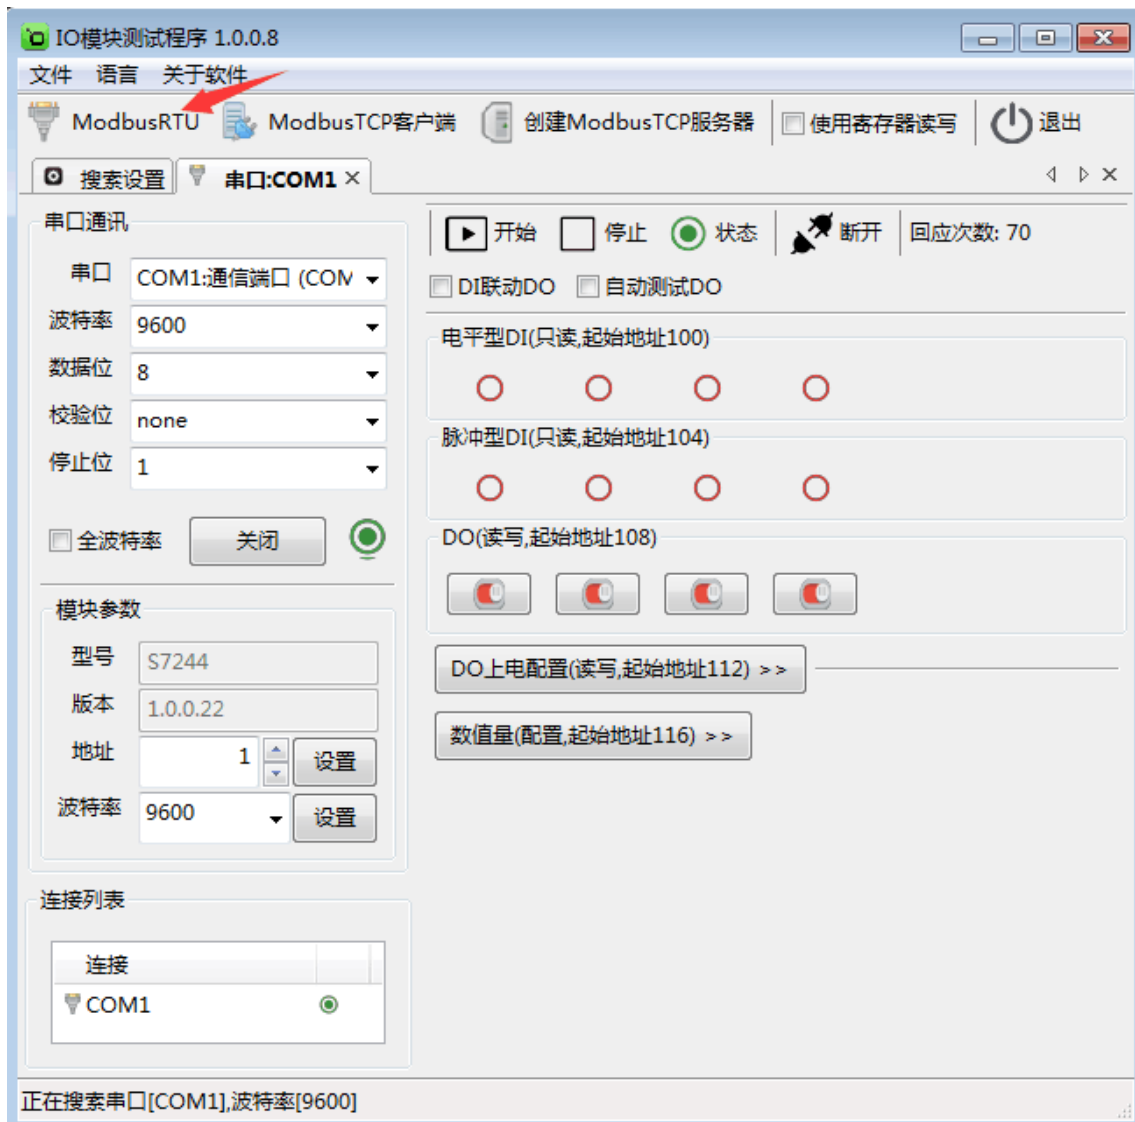 IO模块测试程序 1.0.0.8
文件 语言 关于软件
ModbusRTU ModbusTCP客户端 创建ModbusTCP服务器 使用寄存器读写 退出
搜索设置 串口:COM1
串口通讯
串口 COM1:通信端口 (COM
波特率 9600
数据位 8
校验位 none
停止位 1
全波特率 关闭
模块参数
型号 S7244
版本 1.0.0.22
地址 1 设置
波特率 9600 设置
连接列表
连接
COM1
开始 停止 状态 断开 回应次数: 70
DI联动DO 自动测试DO
电平型DI(只读,起始地址100)
脉冲型DI(只读,起始地址104)
DO(读写,起始地址108)
DO上电配置(读写,起始地址112) >>
数值量(配置,起始地址116) >>
正在搜索串口[COM1],波特率[9600]